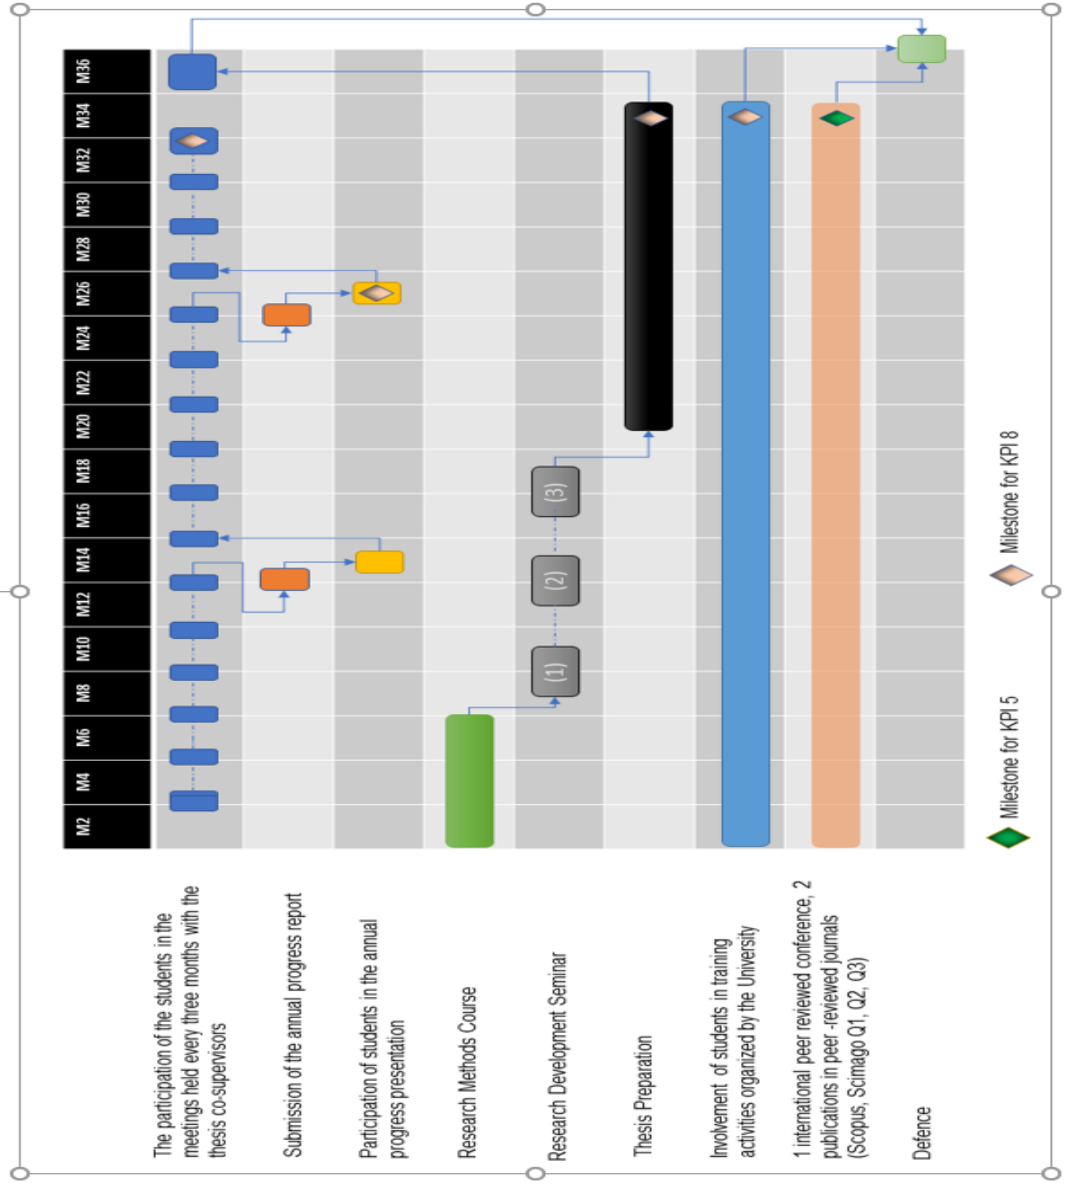 M2 M4 M6 M8 M10 M12 M14 M16 M18 M20 M22 M24 M26 M28 M30 M32 M34 M36
The participation of the students in the
meetings held every three months with the
thesis co-supervisors
Submission of the annual progress report
Participation of students in the annual
progress presentation
Research Methods Course
Research Development Seminar
(1) (2) (3)
Thesis Preparation
Involvement of students in training
activities organized by the University
1 international peer reviewed conference, 2
publications in peer -reviewed journals
(Scopus, Scimago Q1, Q2, Q3)
Defence
Milestone for KPI 5
Milestone for KPI 8